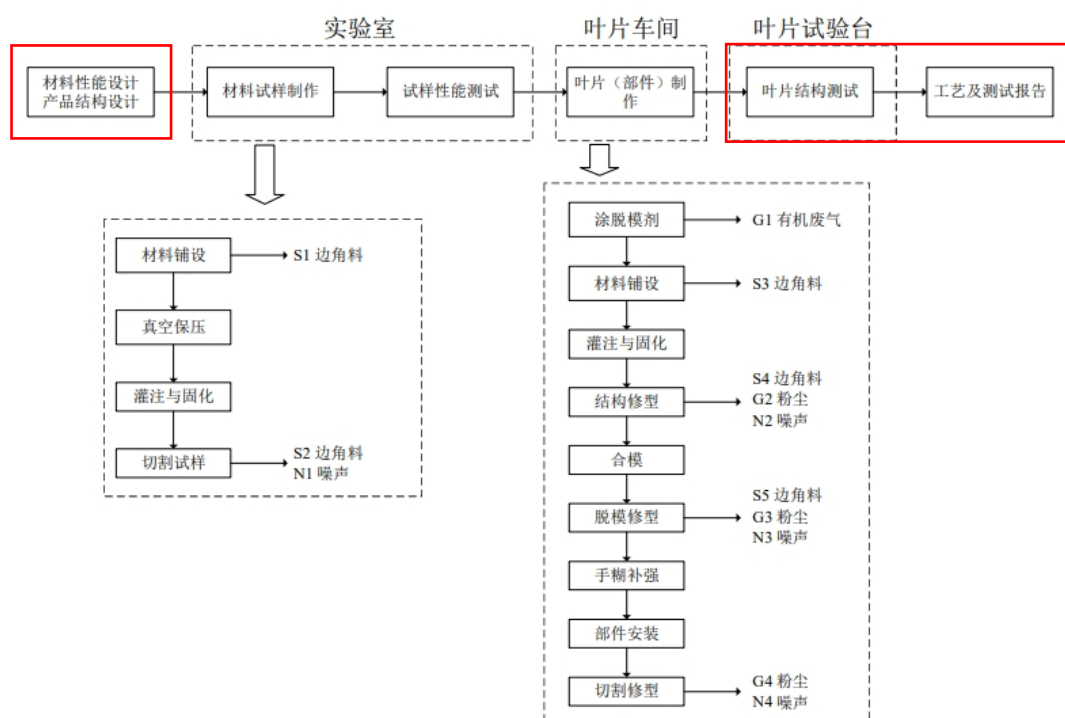 实验室
叶片车间
叶片试验台
材料性能设计
产品结构设计
材料试样制作
试样性能测试
叶片（部件）制
作
叶片结构测试
工艺及测试报告
材料铺设
S1 边角料
真空保压
灌注与固化
切割试样
S2 边角料
N1 噪声
涂脱模剂
G1 有机废气
材料铺设
S3 边角料
灌注与固化
结构修型
S4 边角料
G2 粉尘
N2 噪声
合模
脱模修型
S5 边角料
G3 粉尘
N3 噪声
手糊补强
部件安装
切割修型
G4 粉尘
N4 噪声